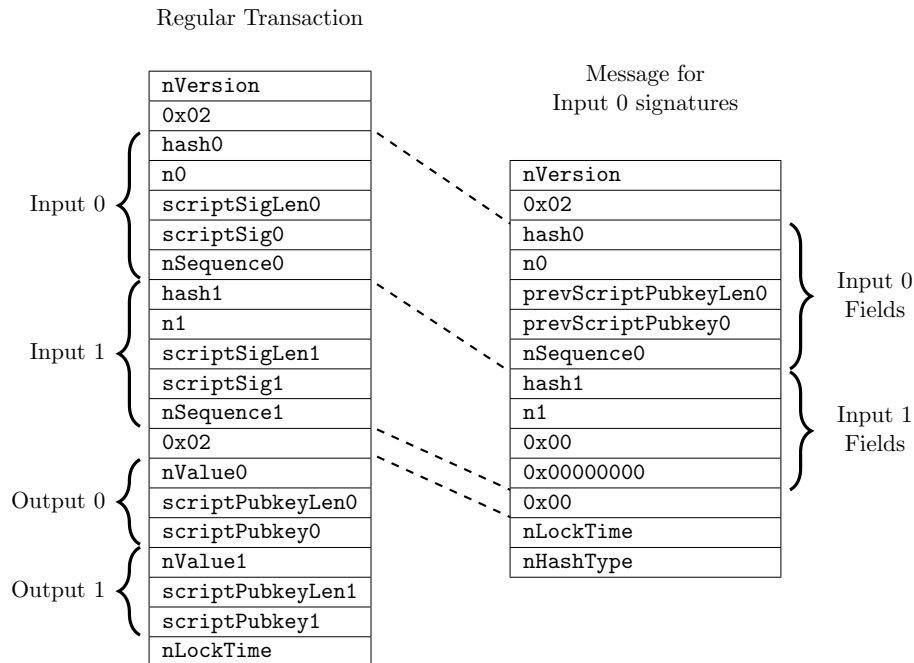 Regular Transaction
nVersion
0x02
Input 0
hash0
n0
scriptSigLen0
scriptSig0
nSequence0
Input 1
hash1
n1
scriptSigLen1
scriptSig1
nSequence1
0x02
Output 0
nValue0
scriptPubkeyLen0
scriptPubkey0
Output 1
nValue1
scriptPubkeyLen1
scriptPubkey1
nLockTime
Message for
Input 0 signatures
nVersion
0x02
hash0
n0
prevScriptPubkeyLen0
prevScriptPubkey0
nSequence0
Input 0
Fields
hash1
n1
0x00
0x00000000
Input 1
Fields
0x00
nLockTime
nHashType